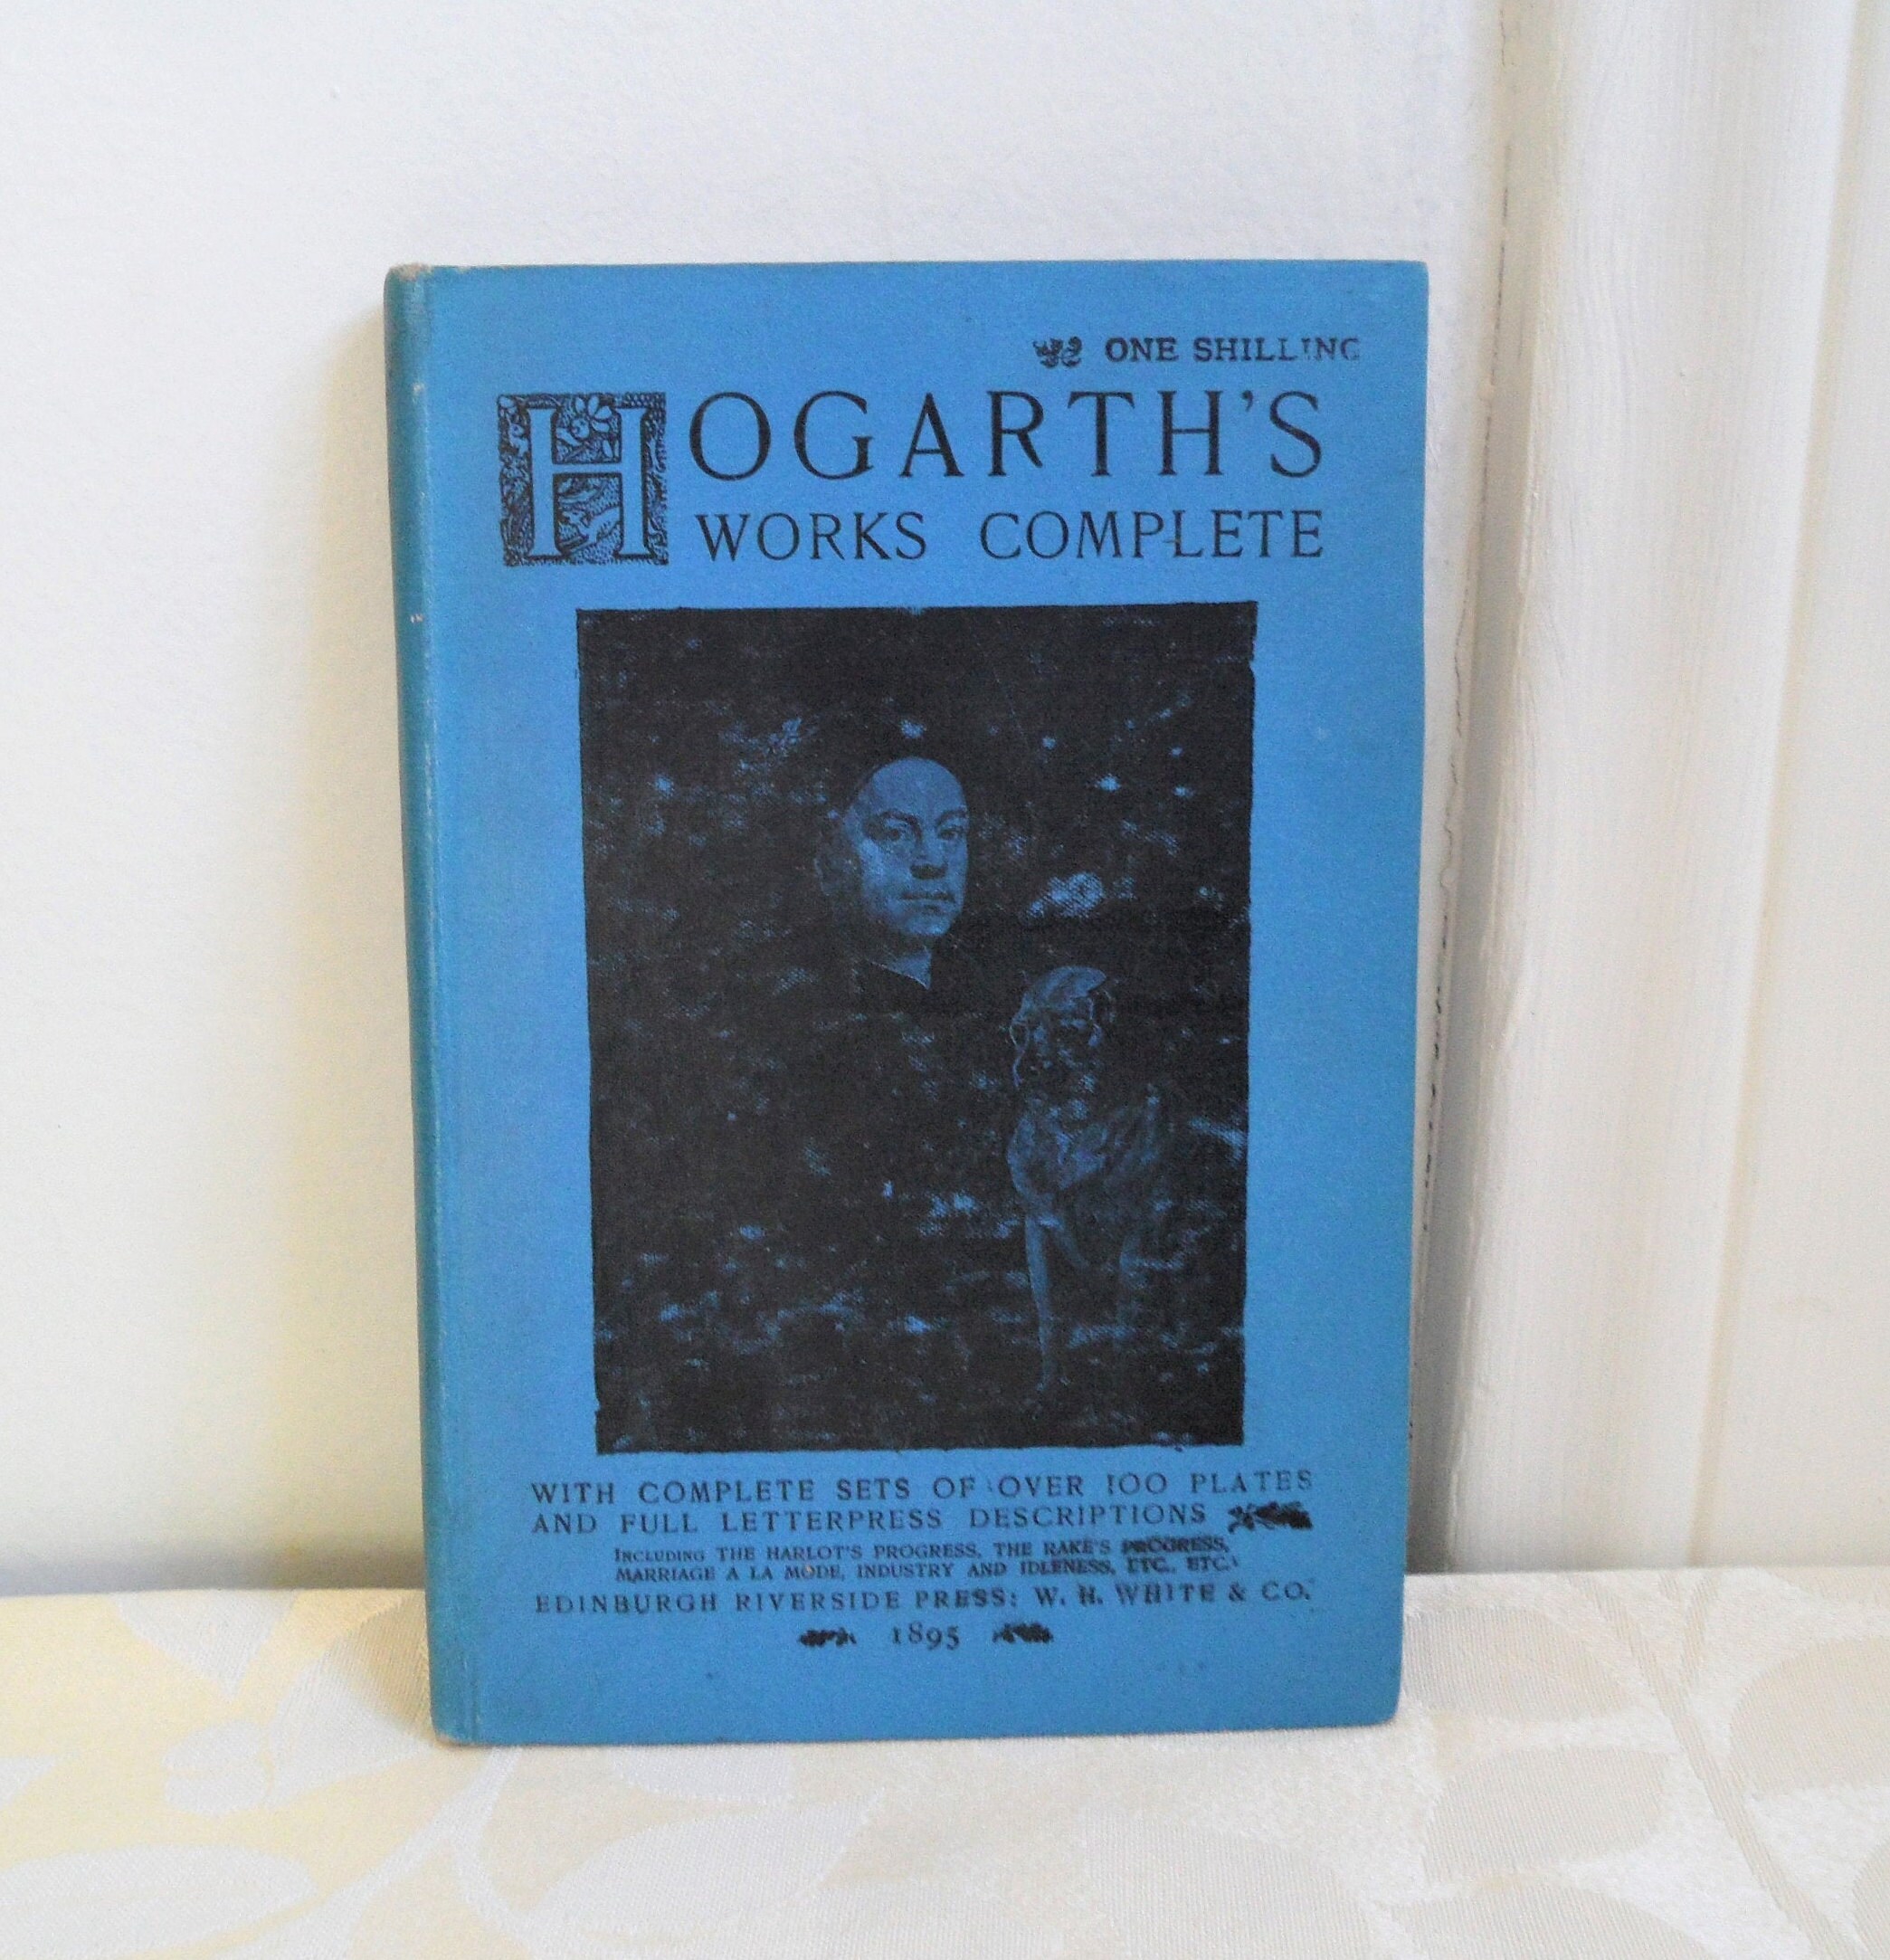 ONE SHILLING
HOGARTH'S
WORKS COMPLETE
WITH COMPLETE SETS OF OVER 100 PLATES
AND FULL LETTERPRESS DESCRIPTIONS
INCLUDING THE HARLOT'S PROGRESS, THE RAKE'S PROGRESS,
MARRIAGE A LA MODE, INDUSTRY AND IDLENESS, ETC., ETC.
EDINBURGH RIVERSIDE PRESS: W. H. WHITE & CO.
1895